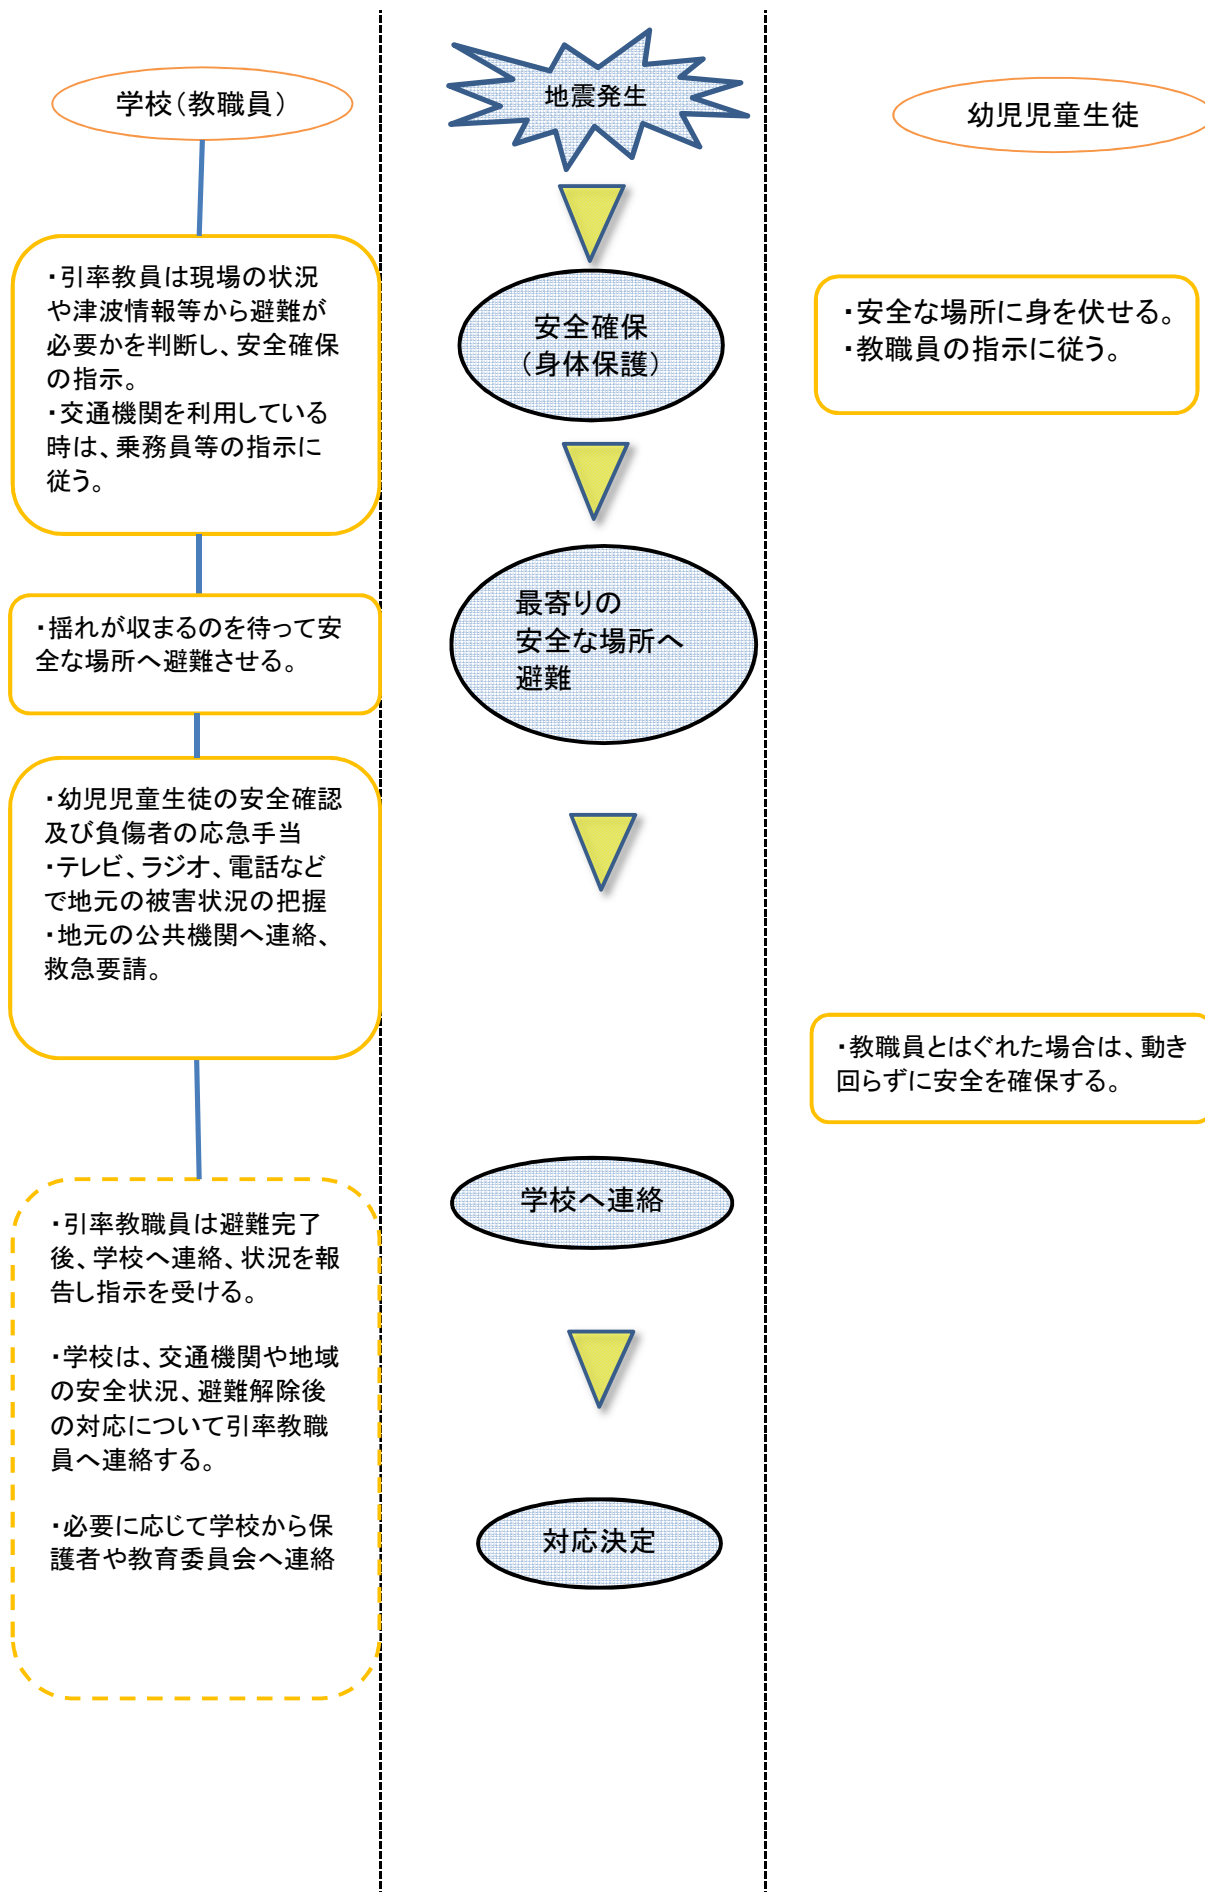 学校(教職員)
地震発生
幼児児童生徒
・引率教員は現場の状況
や津波情報等から避難が
必要かを判断し、安全確保
の指示。
・交通機関を利用している
時は、乗務員等の指示に
従う。
安全確保
(身体保護)
・安全な場所に身を伏せる。
・教職員の指示に従う。
・揺れが収まるのを待って安
全な場所へ避難させる。
最寄りの
安全な場所へ
避難
・幼児児童生徒の安全確認
及び負傷者の応急手当
・テレビ、ラジオ、電話など
で地元の被害状況の把握
・地元の公共機関へ連絡、
救急要請。
・教職員とはぐれた場合は、動き
回らずに安全を確保する。
学校へ連絡
・引率教職員は避難完了
後、学校へ連絡、状況を報
告し指示を受ける。
・学校は、交通機関や地域
の安全状況、避難解除後
の対応について引率教職
員へ連絡する。
・必要に応じて学校から保
護者や教育委員会へ連絡
対応決定